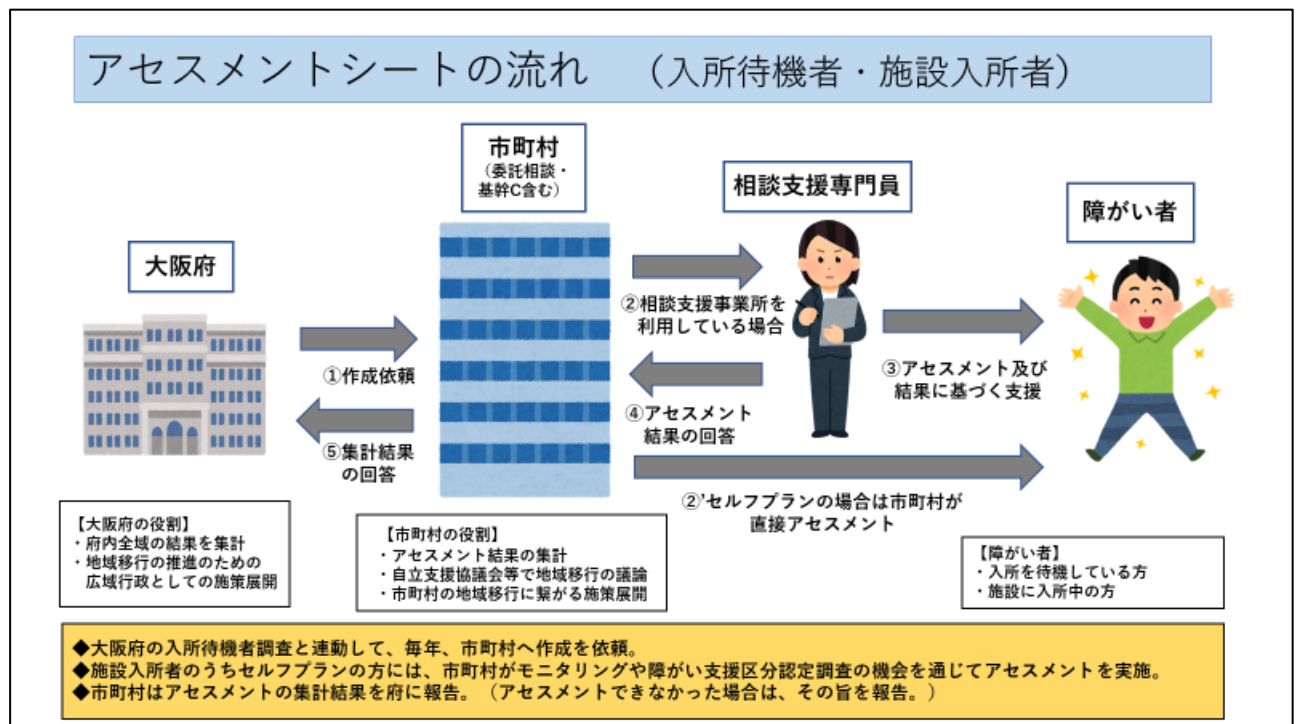 アセスメントシートの流れ　（入所待機者・施設入所者）
市町村
（委託相談・
基幹C含む）
相談支援専門員
障がい者
大阪府
①作成依頼
⑤集計結果
の回答
②相談支援事業所を
利用している場合
④アセスメント
結果の回答
③アセスメント及び
結果に基づく支援
②’セルフプランの場合は市町村が
直接アセスメント
【大阪府の役割】
・府内全域の結果を集計
・地域移行の推進のための
広域行政としての施策展開
【市町村の役割】
・アセスメント結果の集計
・自立支援協議会等で地域移行の議論
・市町村の地域移行に繋がる施策展開
【障がい者】
・入所を待機している方
・施設に入所中の方
◆大阪府の入所待機者調査と連動して、毎年、市町村へ作成を依頼。
◆施設入所者のうちセルフプランの方には、市町村がモニタリングや障がい支援区分認定調査の機会を通じてアセスメントを実施。
◆市町村はアセスメントの集計結果を府に報告。（アセスメントできなかった場合は、その旨を報告。）